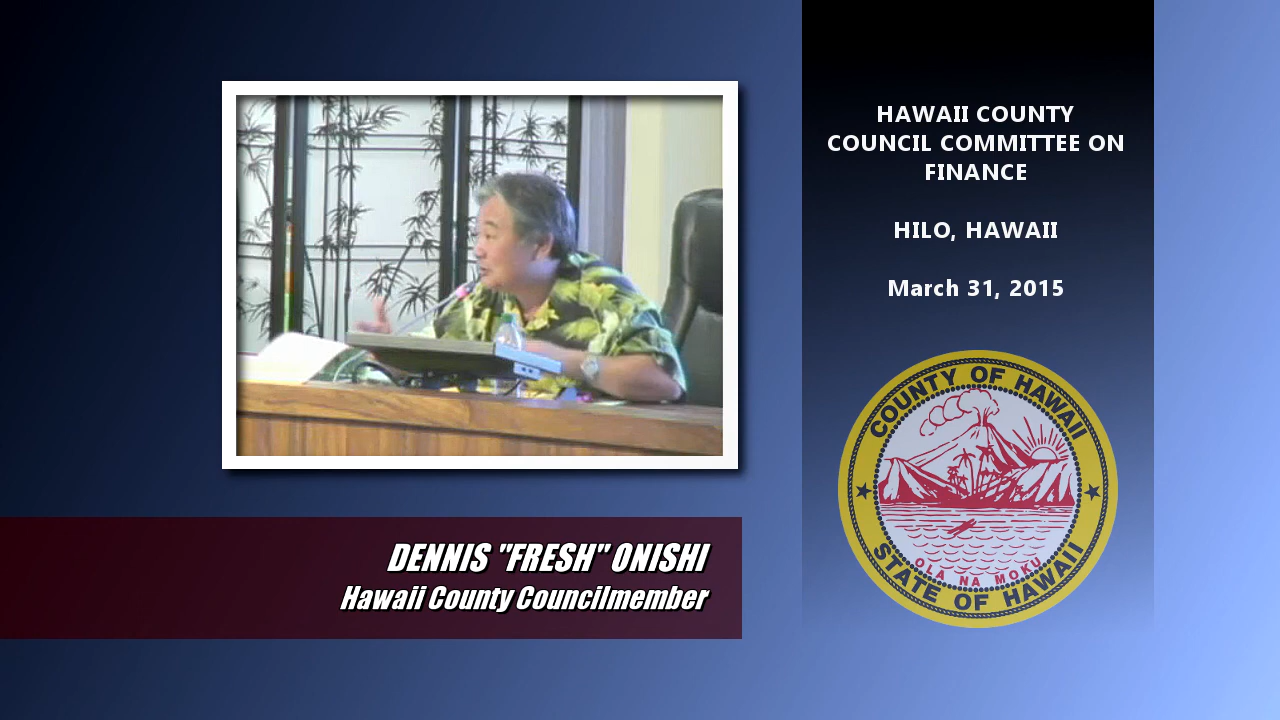 HAWAII COUNTY
COUNCIL COMMITTEE ON
FINANCE
HILO, HAWAII
March 31, 2015
COUNTY OF HAWAII
OLA NA MOKU
STATE OF HAWAII
DENNIS "FRESH" ONISHI
Hawaii County Councilmember